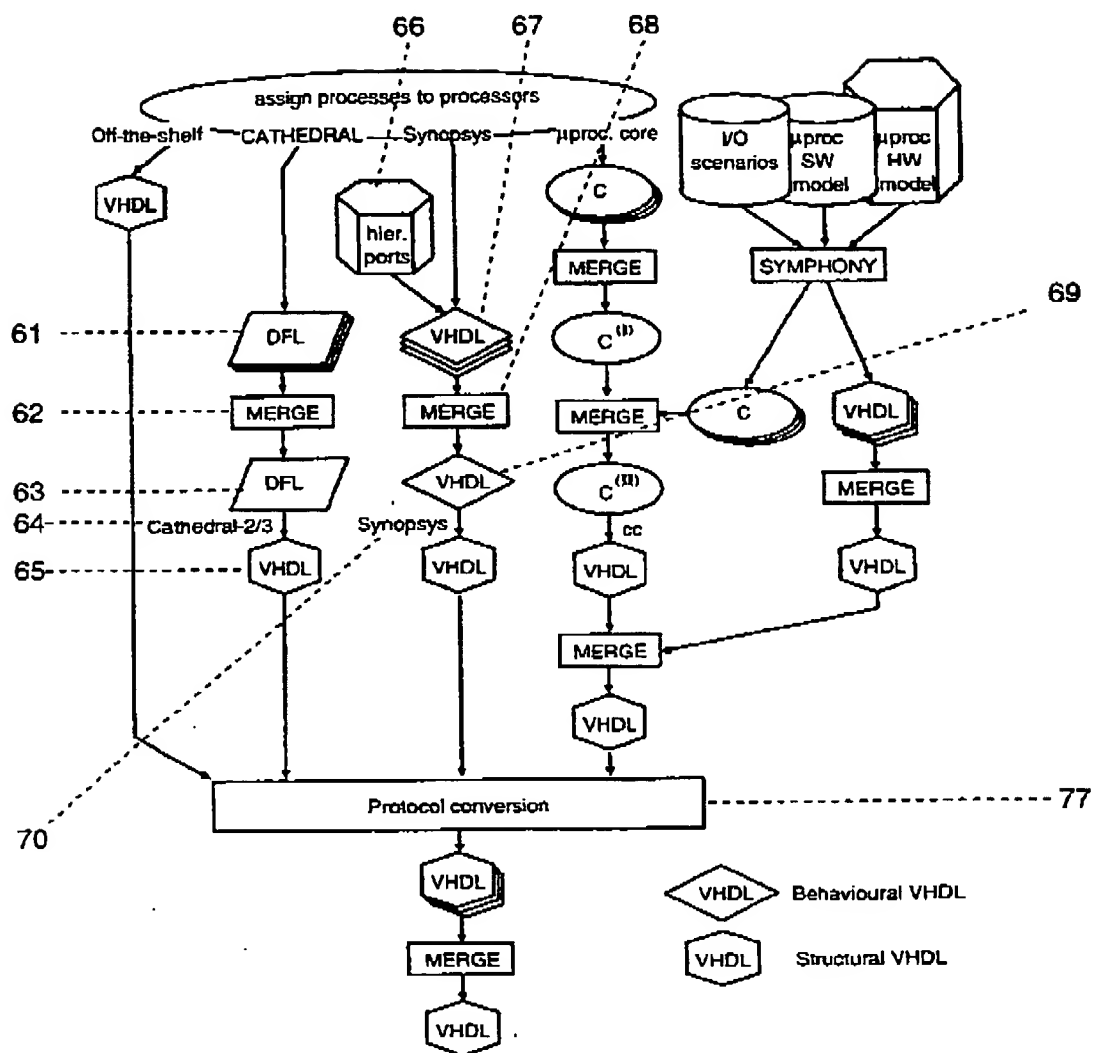 66
67
68
assign processes to processors
Off-the-shelf
CATHEDRAL
Synopsys
μproc. core
I/O
scenarios
μproc
SW
model
μproc
HW
model
VHDL
hier.
ports
C
MERGE
SYMPHONY
69
61
DFL
VHDL
C (I)
62
MERGE
MERGE
MERGE
C
VHDL
63
DFL
VHDL
C (II)
MERGE
64
Cathedral-2/3
Synopsys
cc
65
VHDL
VHDL
VHDL
VHDL
MERGE
VHDL
Protocol conversion
77
70
VHDL
VHDL
Behavioural VHDL
MERGE
VHDL
Structural VHDL
VHDL